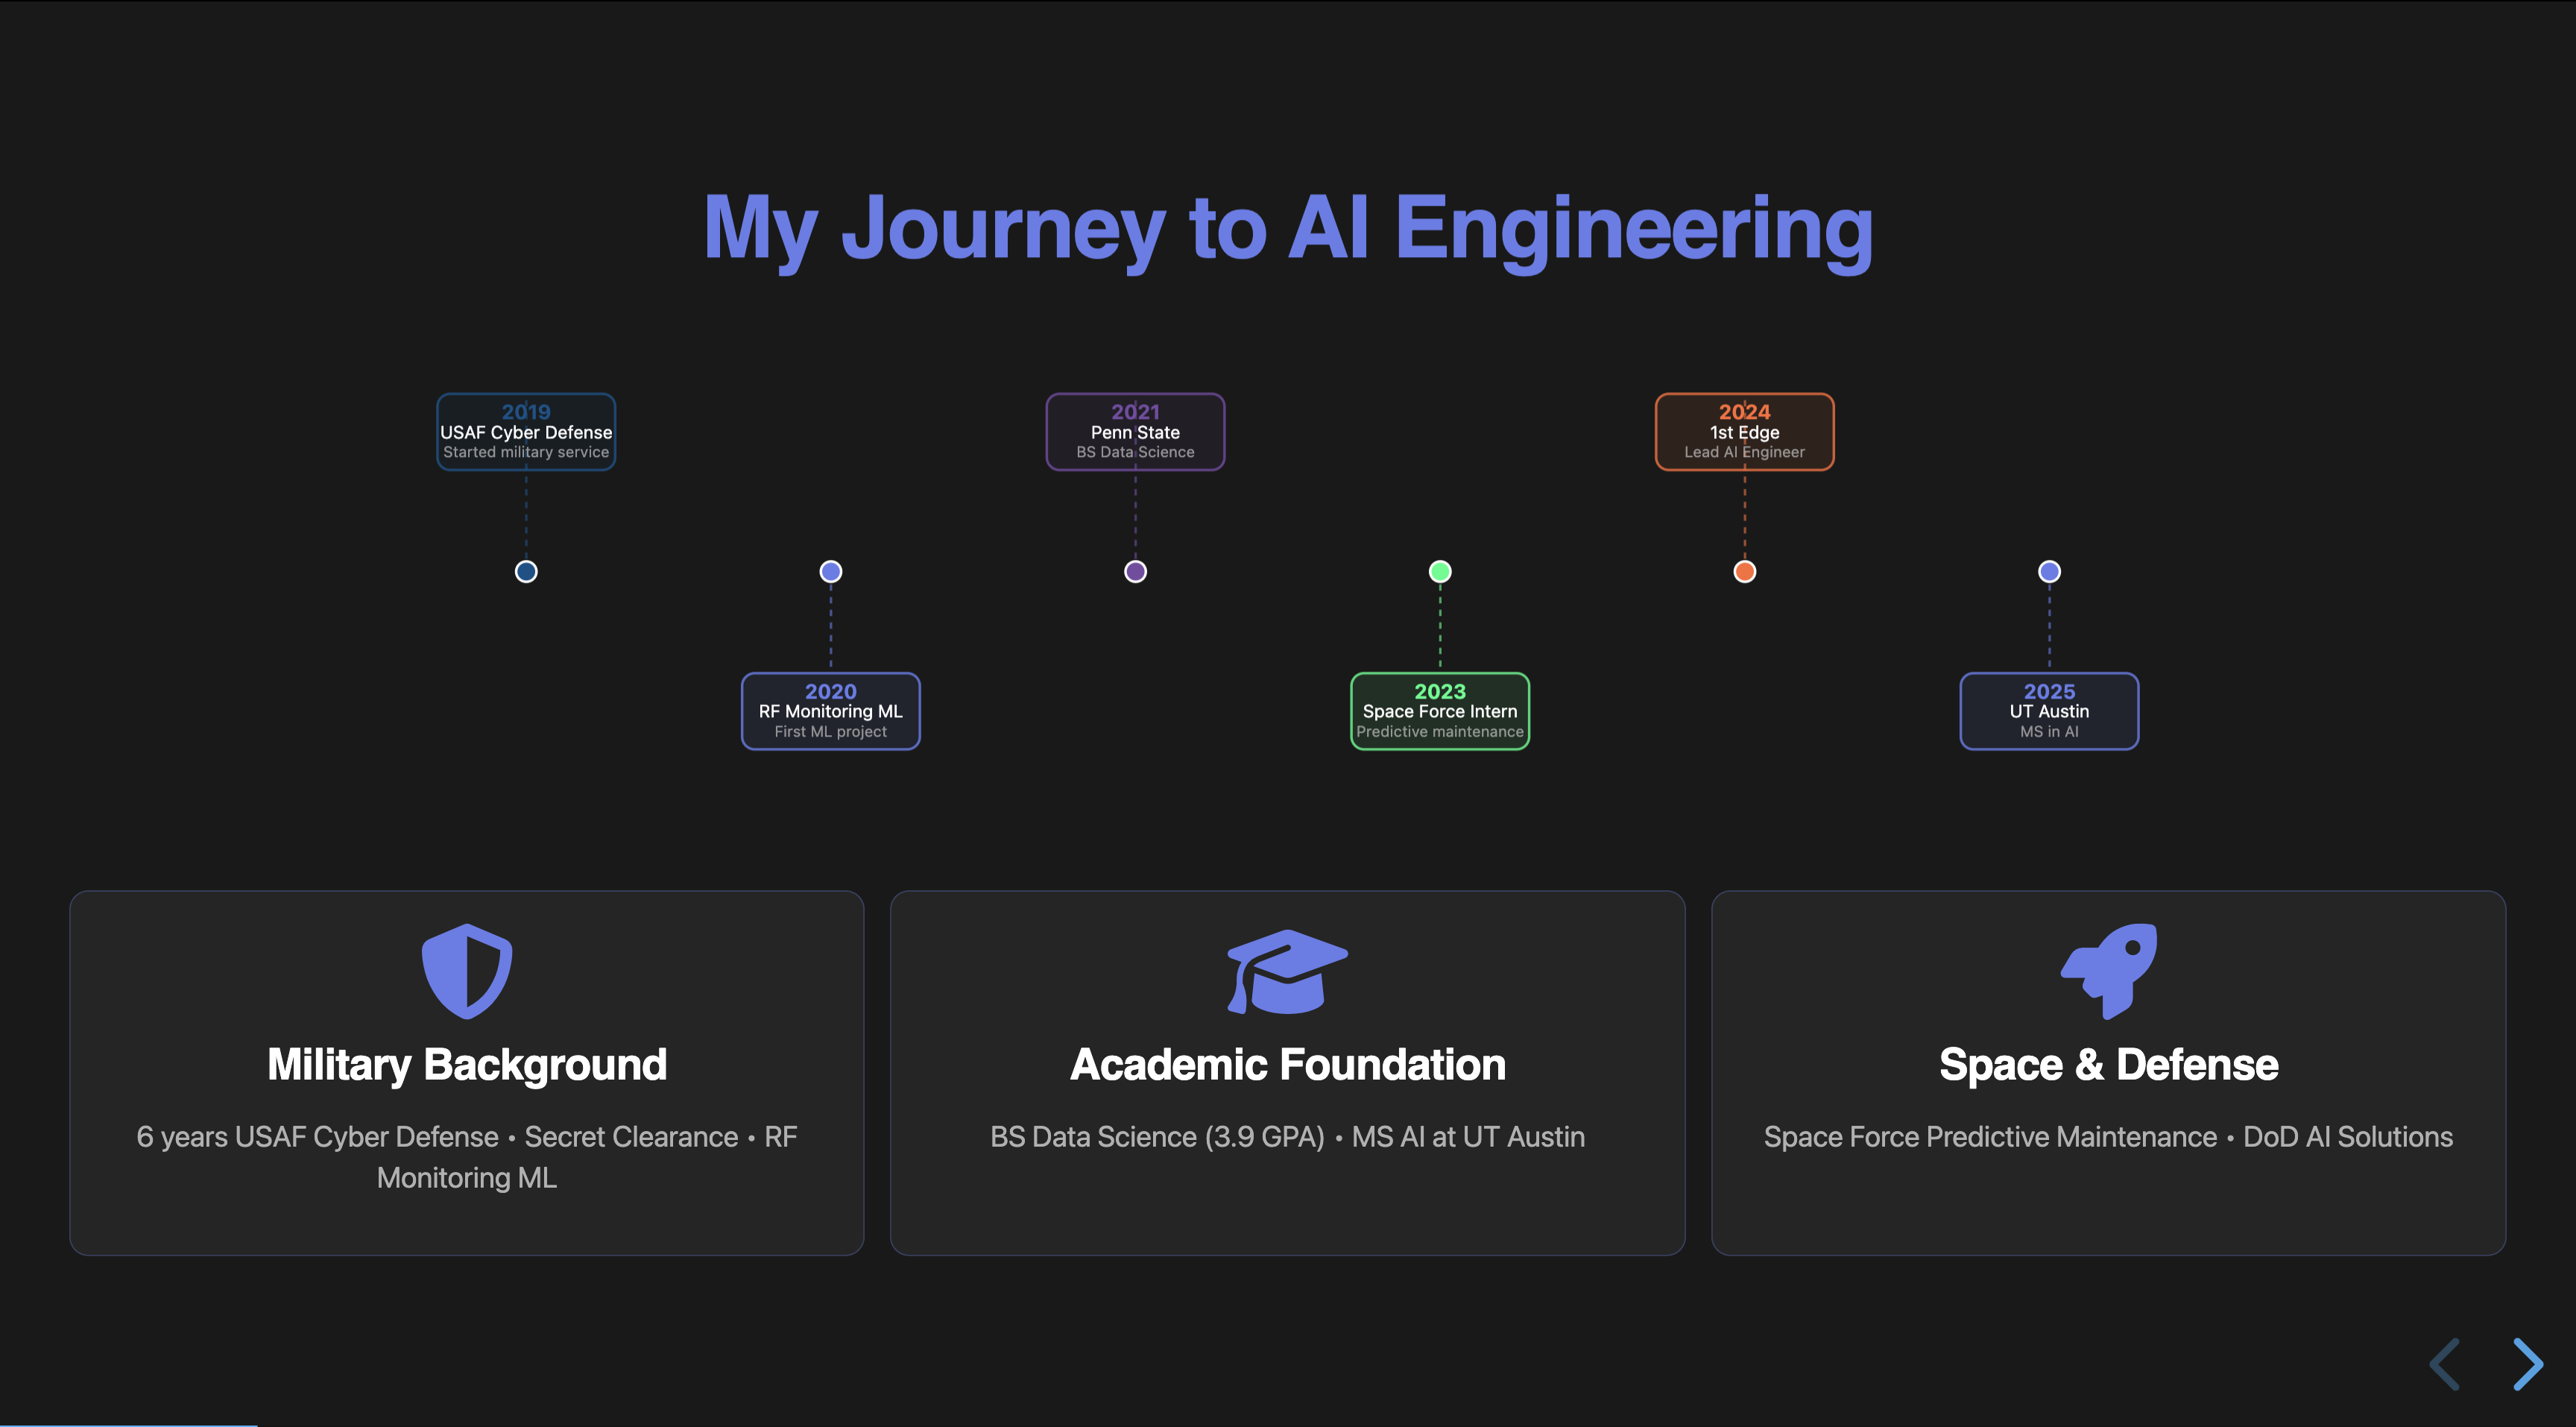 My Journey to AI Engineering
2019
USAF Cyber Defense
Started military service
2021
Penn State
BS Data Science
2024
1st Edge
Lead AI Engineer
2020
RF Monitoring ML
First ML project
2023
Space Force Intern
Predictive maintenance
2025
UT Austin
MS in AI
Military Background
6 years USAF Cyber Defense • Secret Clearance • RF
Monitoring ML
Academic Foundation
BS Data Science (3.9 GPA) • MS AI at UT Austin
Space & Defense
Space Force Predictive Maintenance • DoD AI Solutions